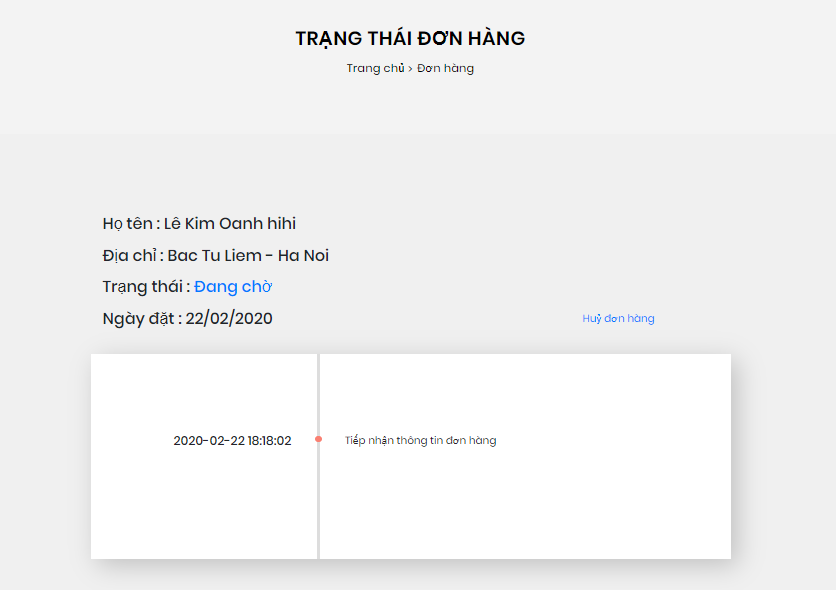 TRẠNG THÁI ĐƠN HÀNG
Trang chủ > Đơn hàng
Họ tên : Lê Kim Oanh hihi
Địa chỉ : Bac Tu Liem - Ha Noi
Trạng thái : Đang chờ
Ngày đặt : 22/02/2020
Huỷ đơn hàng
2020-02-22 18:18:02
Tiếp nhận thông tin đơn hàng